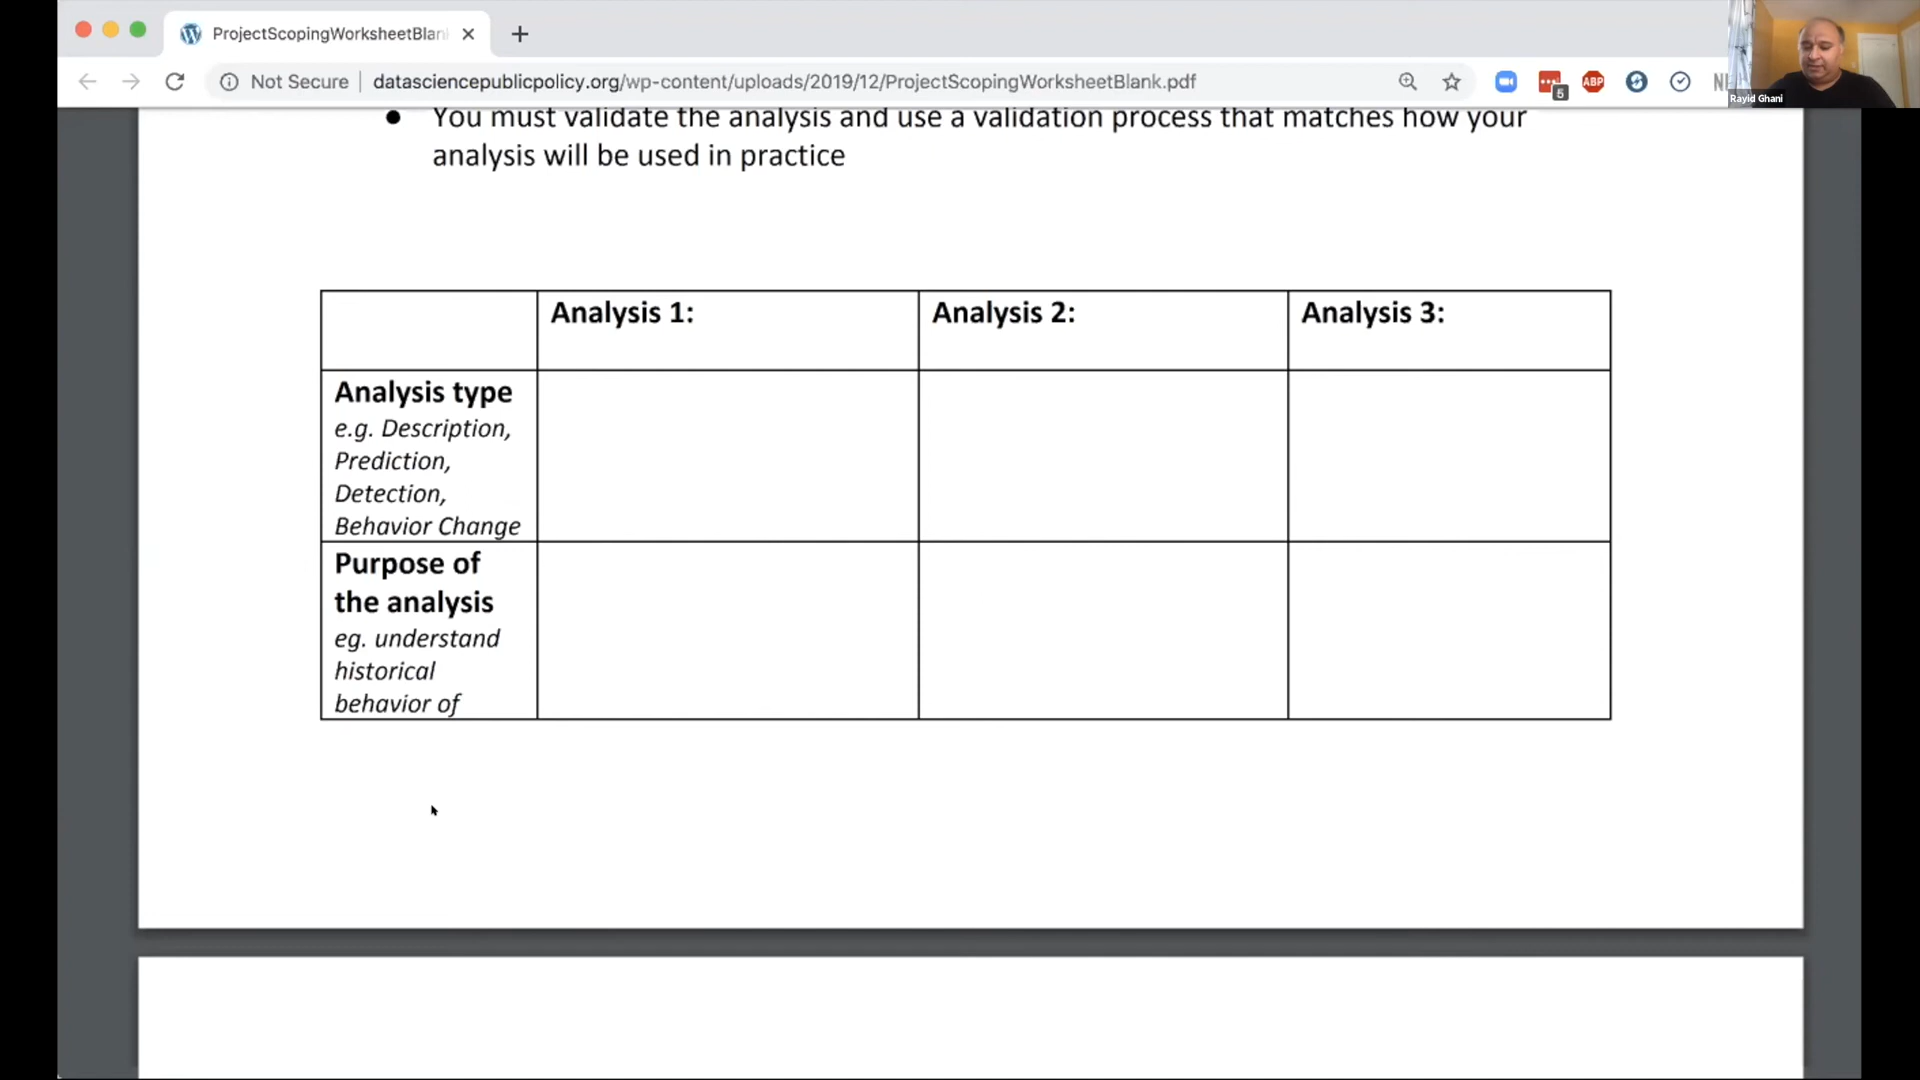 ProjectScopingWorksheetBlan
Not Secure
datasciencepublicpolicy.org/wp-content/uploads/2019/12/ProjectScopingWorksheetBlank.pdf
5
ABP
Rayid Ghani
● You must validate the analysis and use a validation process that matches how your
analysis will be used in practice
Analysis 1:
Analysis 2:
Analysis 3:
Analysis type
e.g. Description,
Prediction,
Detection,
Behavior Change
Purpose of
the analysis
eg. understand
historical
behavior of